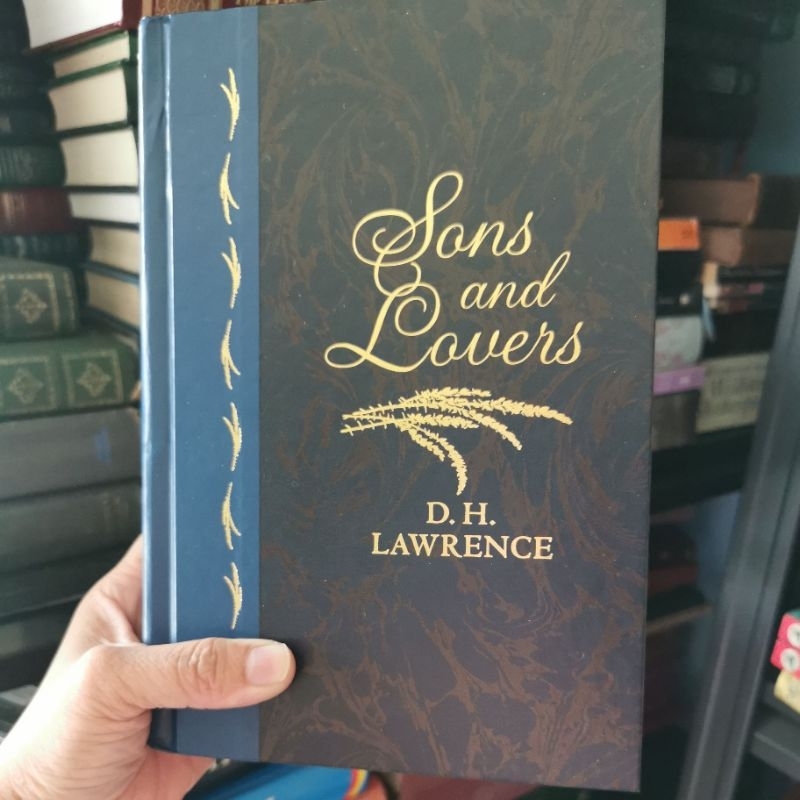 Sons
and
Lovers
D. H.
LAWRENCE